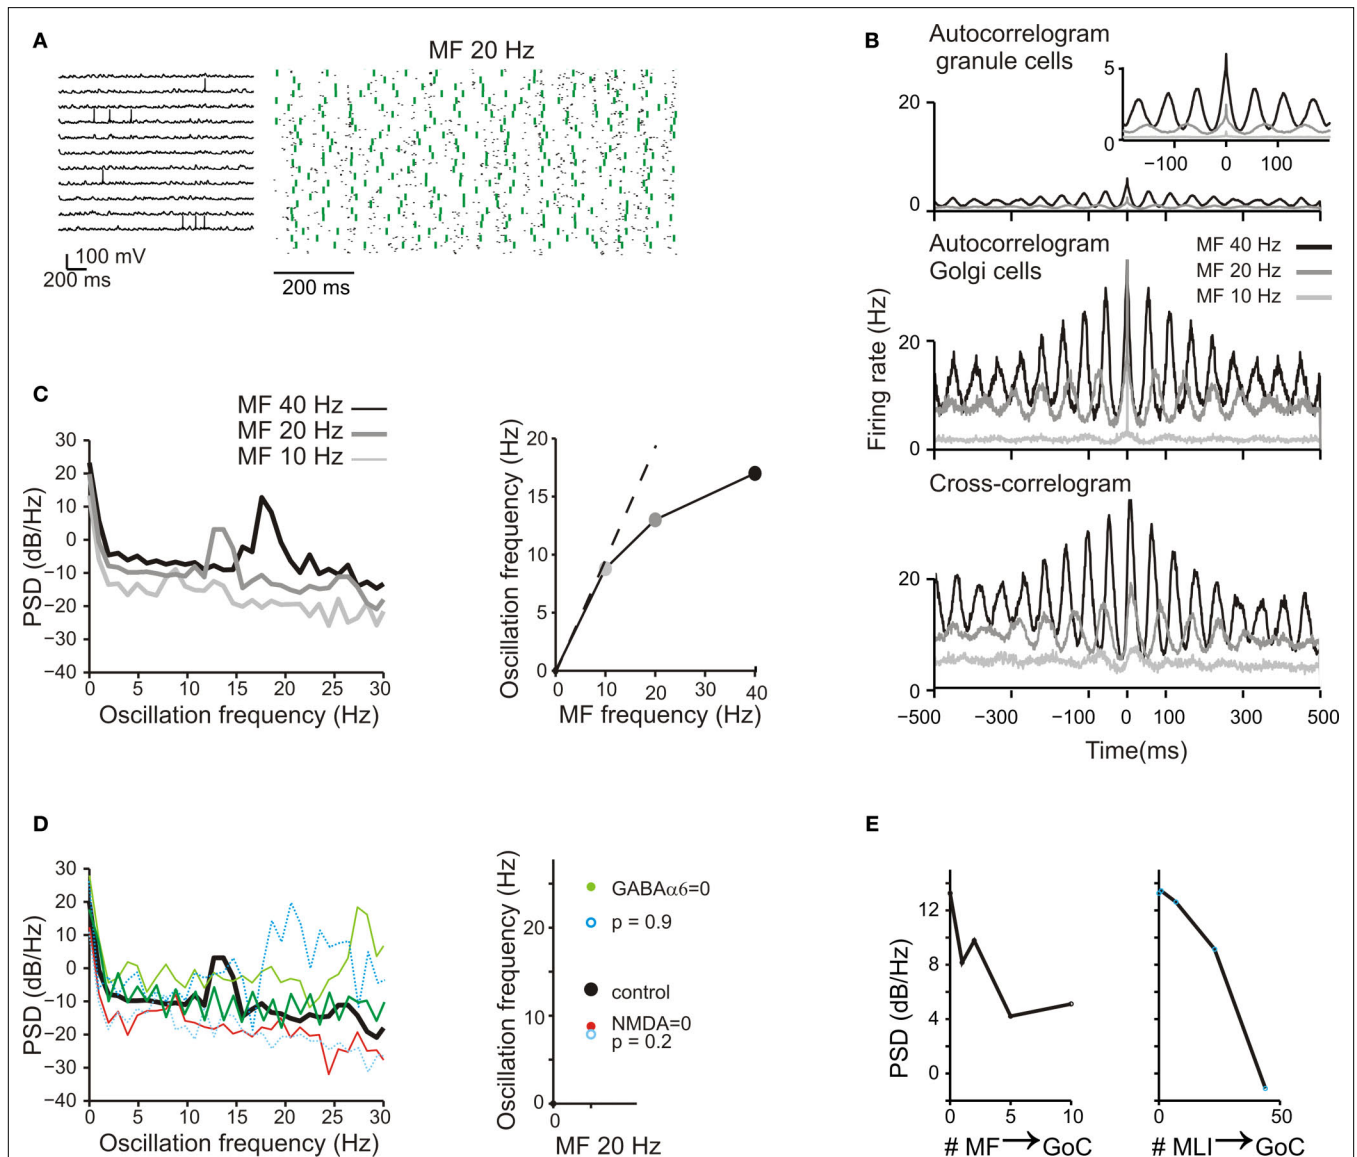 A
MF 20 Hz
100 mV
200 ms
200 ms
B
Autocorrelogram
granule cells
5
0
−100
0
100
20
0
Autocorrelogram
Golgi cells
MF 40 Hz
MF 20 Hz
MF 10 Hz
Firing rate (Hz)
20
0
Cross-correlogram
20
0
−500
−300
−100
0
100
300
500
Time(ms)
C
MF 40 Hz
MF 20 Hz
MF 10 Hz
PSD (dB/Hz)
30
20
10
0
−10
−20
−30
−40
0 5 10 15 20 25 30
Oscillation frequency (Hz)
Oscillation frequency (Hz)
20
15
10
5
0
0 10 20 30 40
MF frequency (Hz)
D
PSD (dB/Hz)
30
20
10
0
−10
−20
−30
−40
0 5 10 15 20 25 30
Oscillation frequency (Hz)
Oscillation frequency (Hz)
20
10
0
GABAα6=0
p = 0.9
control
NMDA=0
p = 0.2
0
MF 20 Hz
E
PSD (dB/Hz)
12
8
4
0
0 5 10
# MF → GoC
0 50
# MLI → GoC